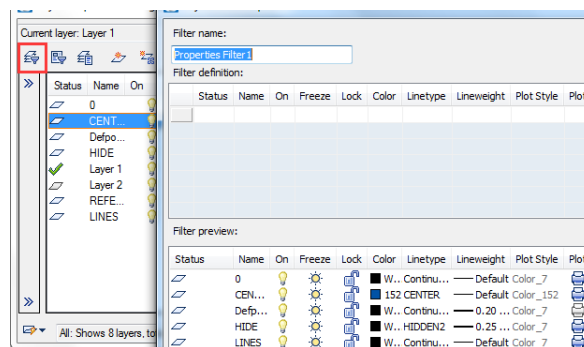 Current layer: Layer 1
Status Name On
0
CENT...
Defpo...
HIDE
Layer 1
Layer 2
REFE...
LINES
All: Shows 8 layers, to
Filter name:
Properties Filter1
Filter definition:
Status Name On Freeze Lock Color Linetype Lineweight Plot Style Plot
Filter preview:
Status Name On Freeze Lock Color Linetype Lineweight Plot Style Plo
0 W... Continu... Default Color_7
CEN... 152 CENTER Default Color_152
Defp... W... Continu... 0.20 ... Color_7
HIDE W... HIDDEN2 0.25 ... Color_7
LINES W... Continu... Default Color_7